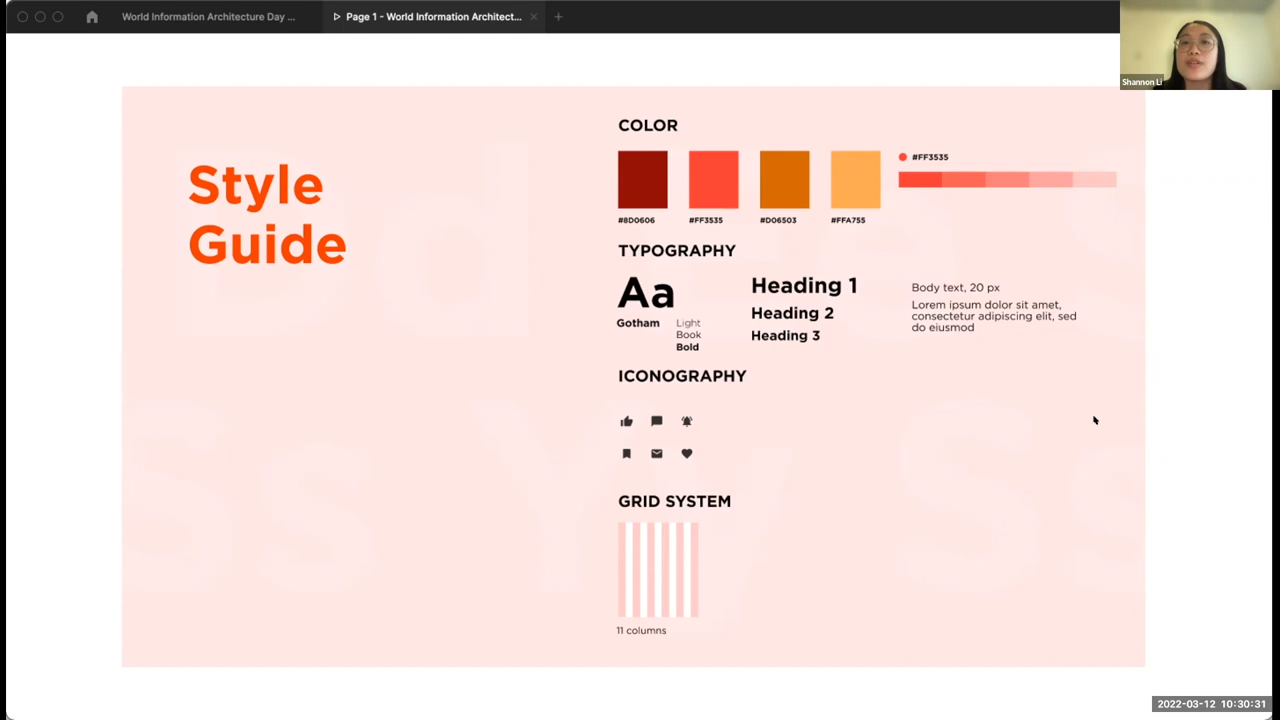 World Information Architecture Day ...
Page 1 - World Information Architect...
Shannon Li
Style
Guide
COLOR
#8D0606
#FF3535
#D06503
#FFA755
#FF3535
TYPOGRAPHY
Aa
Gotham
Light
Book
Bold
Heading 1
Heading 2
Heading 3
Body text, 20 px
Lorem ipsum dolor sit amet,
consectetur adipiscing elit, sed
do eiusmod
ICONOGRAPHY
GRID SYSTEM
11 columns
Ss Yy Ss
2022-03-12 10:30:31